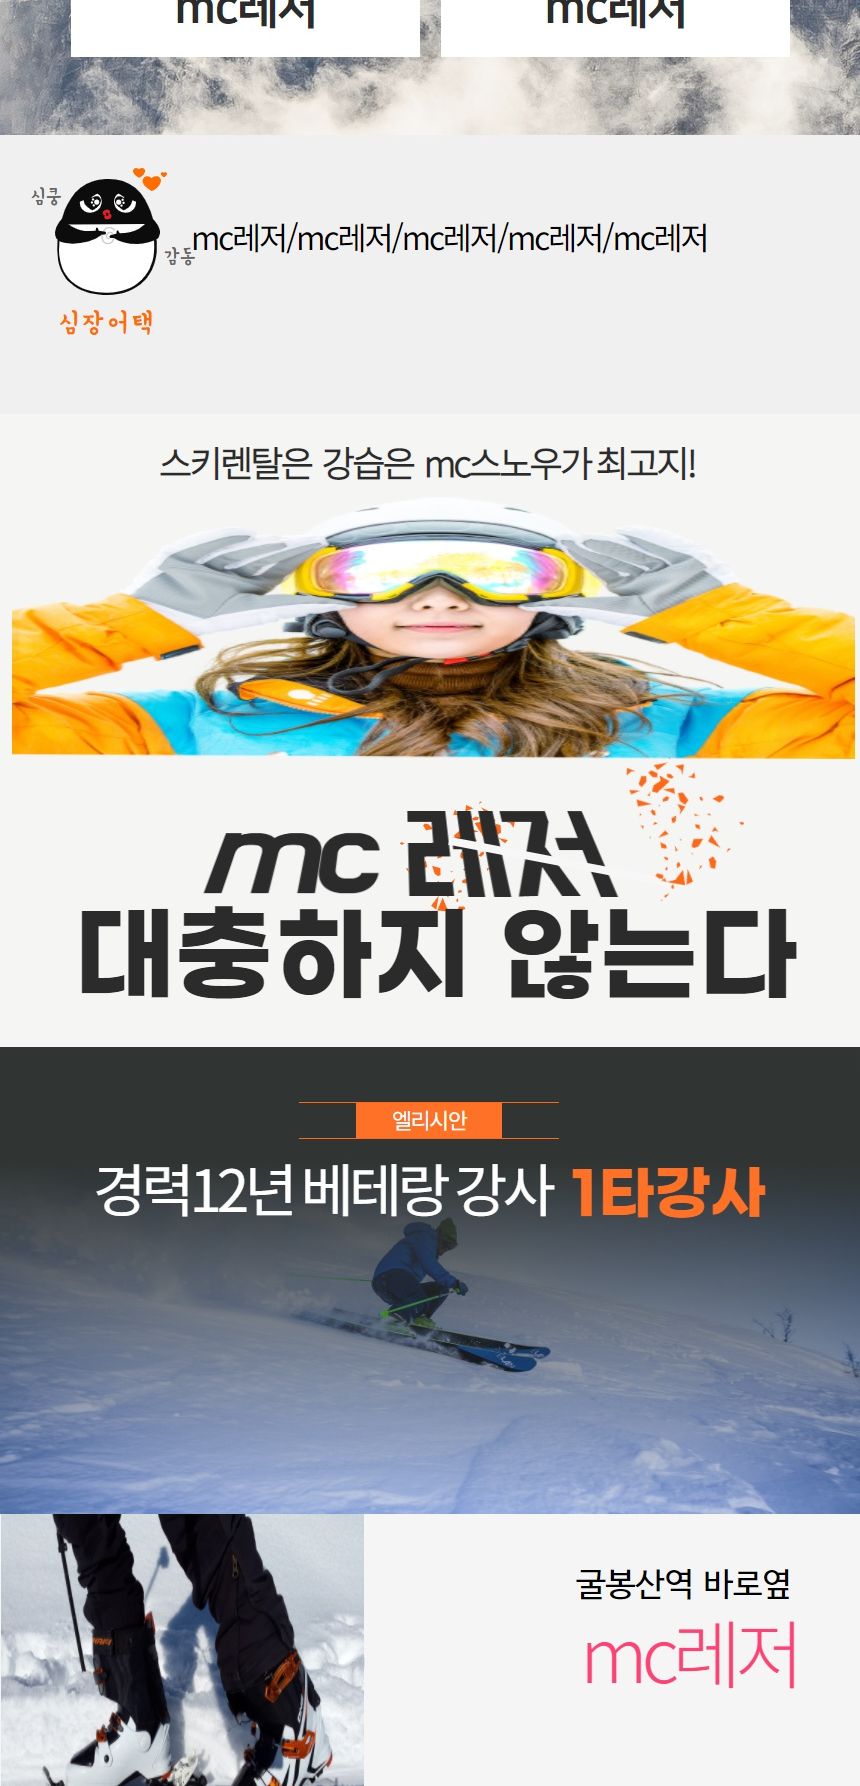 mc레저 mc레저
심쿵
mc레저/mc레저/mc레저/mc레저/mc레저
감동
심장어택
스키렌탈은 강습은 mc스노우가 최고지!
mc 레저
대충하지 않는다
엘리시안
경력12년 베테랑 강사 1타강사
굴봉산역 바로옆
mc레저